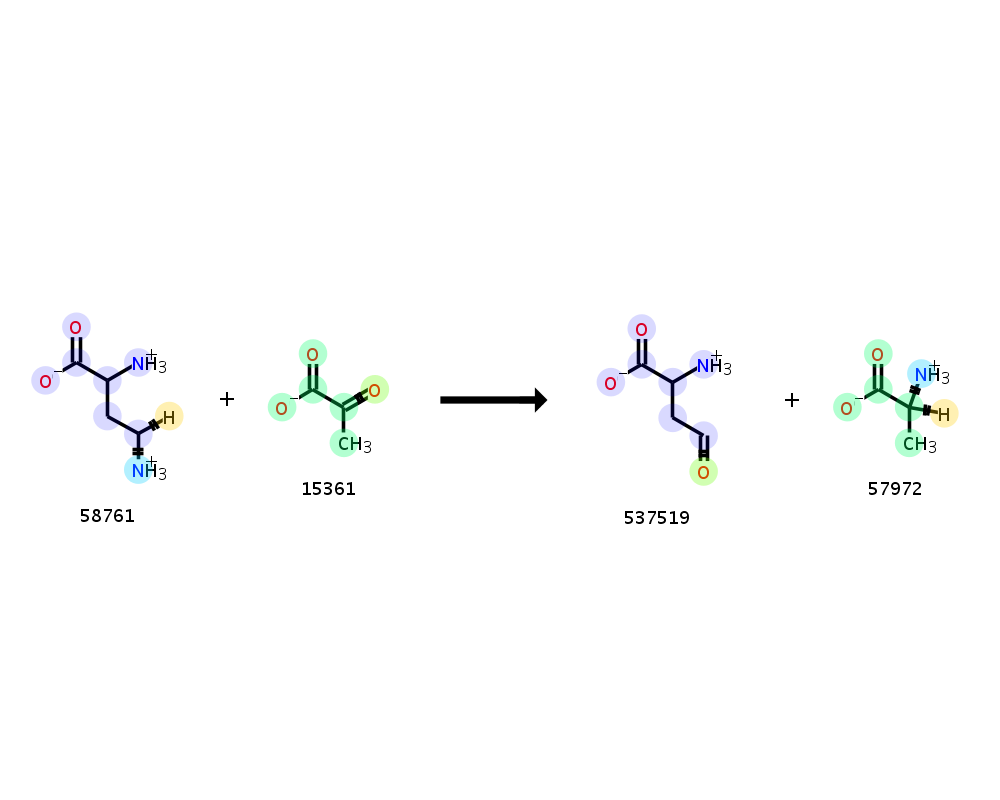 O
O⁻
NH₃⁺
H
NH₃⁺
58761
+
O
O⁻
O
CH₃
15361
O
O⁻
NH₃⁺
O
537519
+
O
O⁻
NH₃⁺
H
CH₃
57972